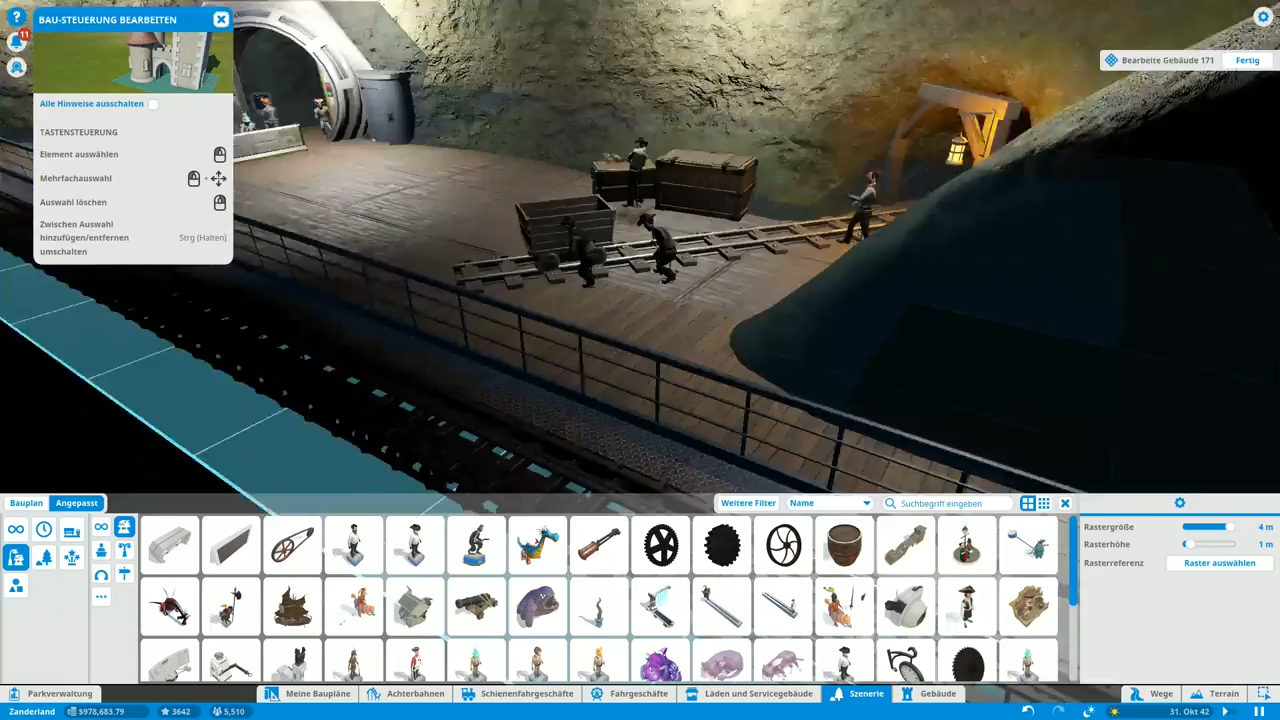 BAU-STEUERUNG BEARBEITEN
11
Alle Hinweise ausschalten
TASTENSTEUERUNG
Element auswählen
Mehrfachauswahl
+
Auswahl löschen
Zwischen Auswahl
hinzufügen/entfernen
umschalten
Strg (Halten)
Bearbeite Gebäude 171
Fertig
Bauplan
Angepasst
Weitere Filter
Name
Suchbegriff eingeben
Rastergröße
4 m
Rasterhöhe
1 m
Rasterreferenz
Raster auswählen
Parkverwaltung
Meine Baupläne
Achterbahnen
Schienenfahrgeschäfte
Fahrgeschäfte
Läden und Servicegebäude
Szenerie
Gebäude
Wege
Terrain
Zanderland
$978,683.79
3642
5,510
31. Okt 42